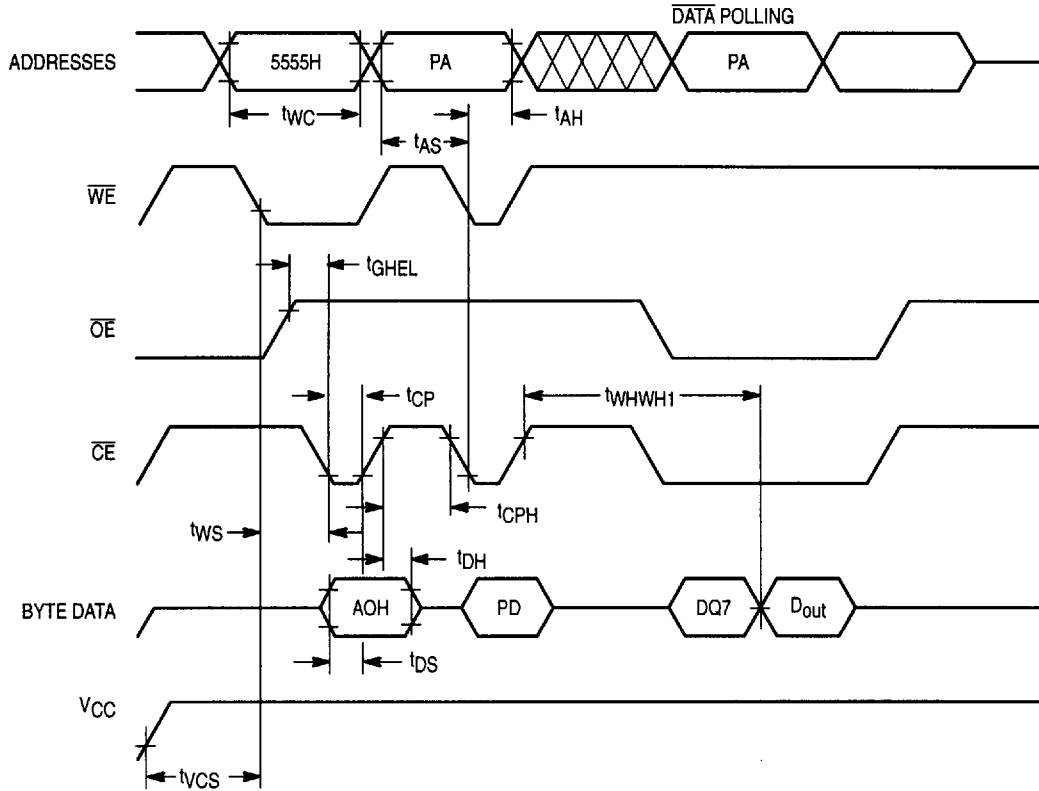 DATA POLLING
ADDRESSES 5555H PA PA
tWC tAH
tAS
WE
tGHEL
OE
tCP tWHWH1
CE
tCPH
tWS
tDH
BYTE DATA AOH PD DQ7 Dout
tDS
VCC
tVCS